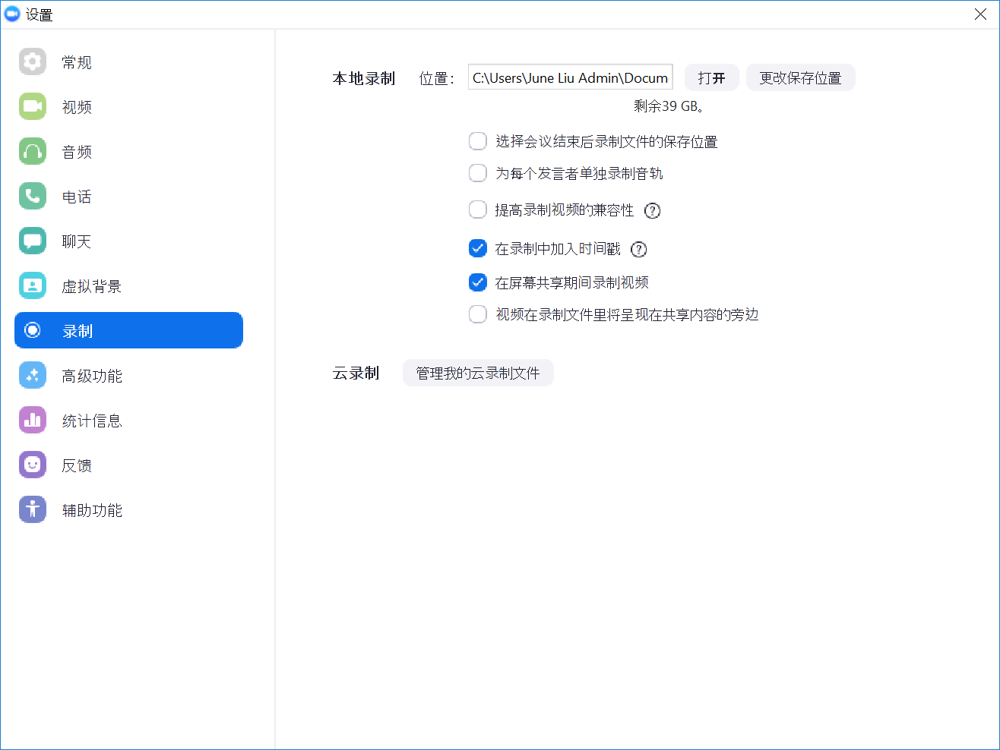 设置
常规
视频
音频
电话
聊天
虚拟背景
录制
高级功能
统计信息
反馈
辅助功能
本地录制 位置： C:\Users\June Liu Admin\Docum 打开 更改保存位置
剩余39 GB。
选择会议结束后录制文件的保存位置
为每个发言者单独录制音轨
提高录制视频的兼容性 ?
在录制中加入时间戳 ?
在屏幕共享期间录制视频
视频在录制文件里将呈现在共享内容的旁边
云录制 管理我的云录制文件